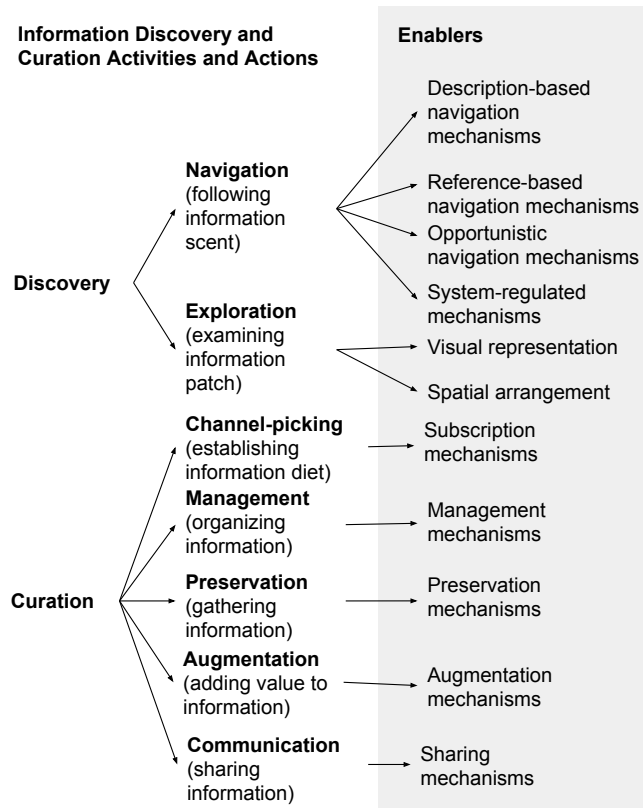 Information Discovery and
Curation Activities and Actions
Enablers
Description-based
navigation
mechanisms
Navigation
(following
information
scent)
Reference-based
navigation mechanisms
Opportunistic
navigation mechanisms
System-regulated
mechanisms
Discovery
Exploration
(examining
information
patch)
Visual representation
Spatial arrangement
Channel-picking
(establishing
information diet)
Subscription
mechanisms
Management
(organizing
information)
Management
mechanisms
Curation
Preservation
(gathering
information)
Preservation
mechanisms
Augmentation
(adding value to
information)
Augmentation
mechanisms
Communication
(sharing
information)
Sharing
mechanisms